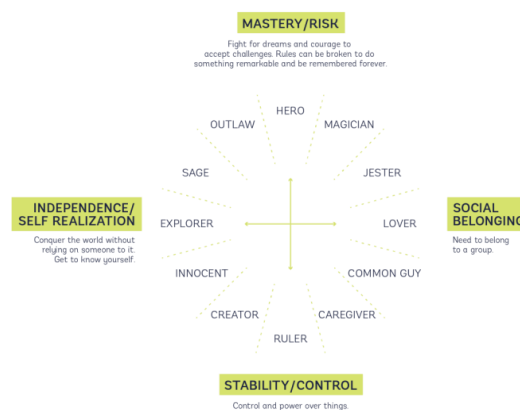 MASTERY/RISK
Fight for dreams and courage to
accept challenges. Rules can be broken to do
something remarkable and be remembered forever.
HERO
OUTLAW
MAGICIAN
SAGE
JESTER
INDEPENDENCE/
SELF REALIZATION
Conquer the world without
relying on someone to it.
Get to know yourself.
EXPLORER
LOVER
SOCIAL
BELONGING
Need to belong
to a group.
INNOCENT
COMMON GUY
CREATOR
CAREGIVER
RULER
STABILITY/CONTROL
Control and power over things.